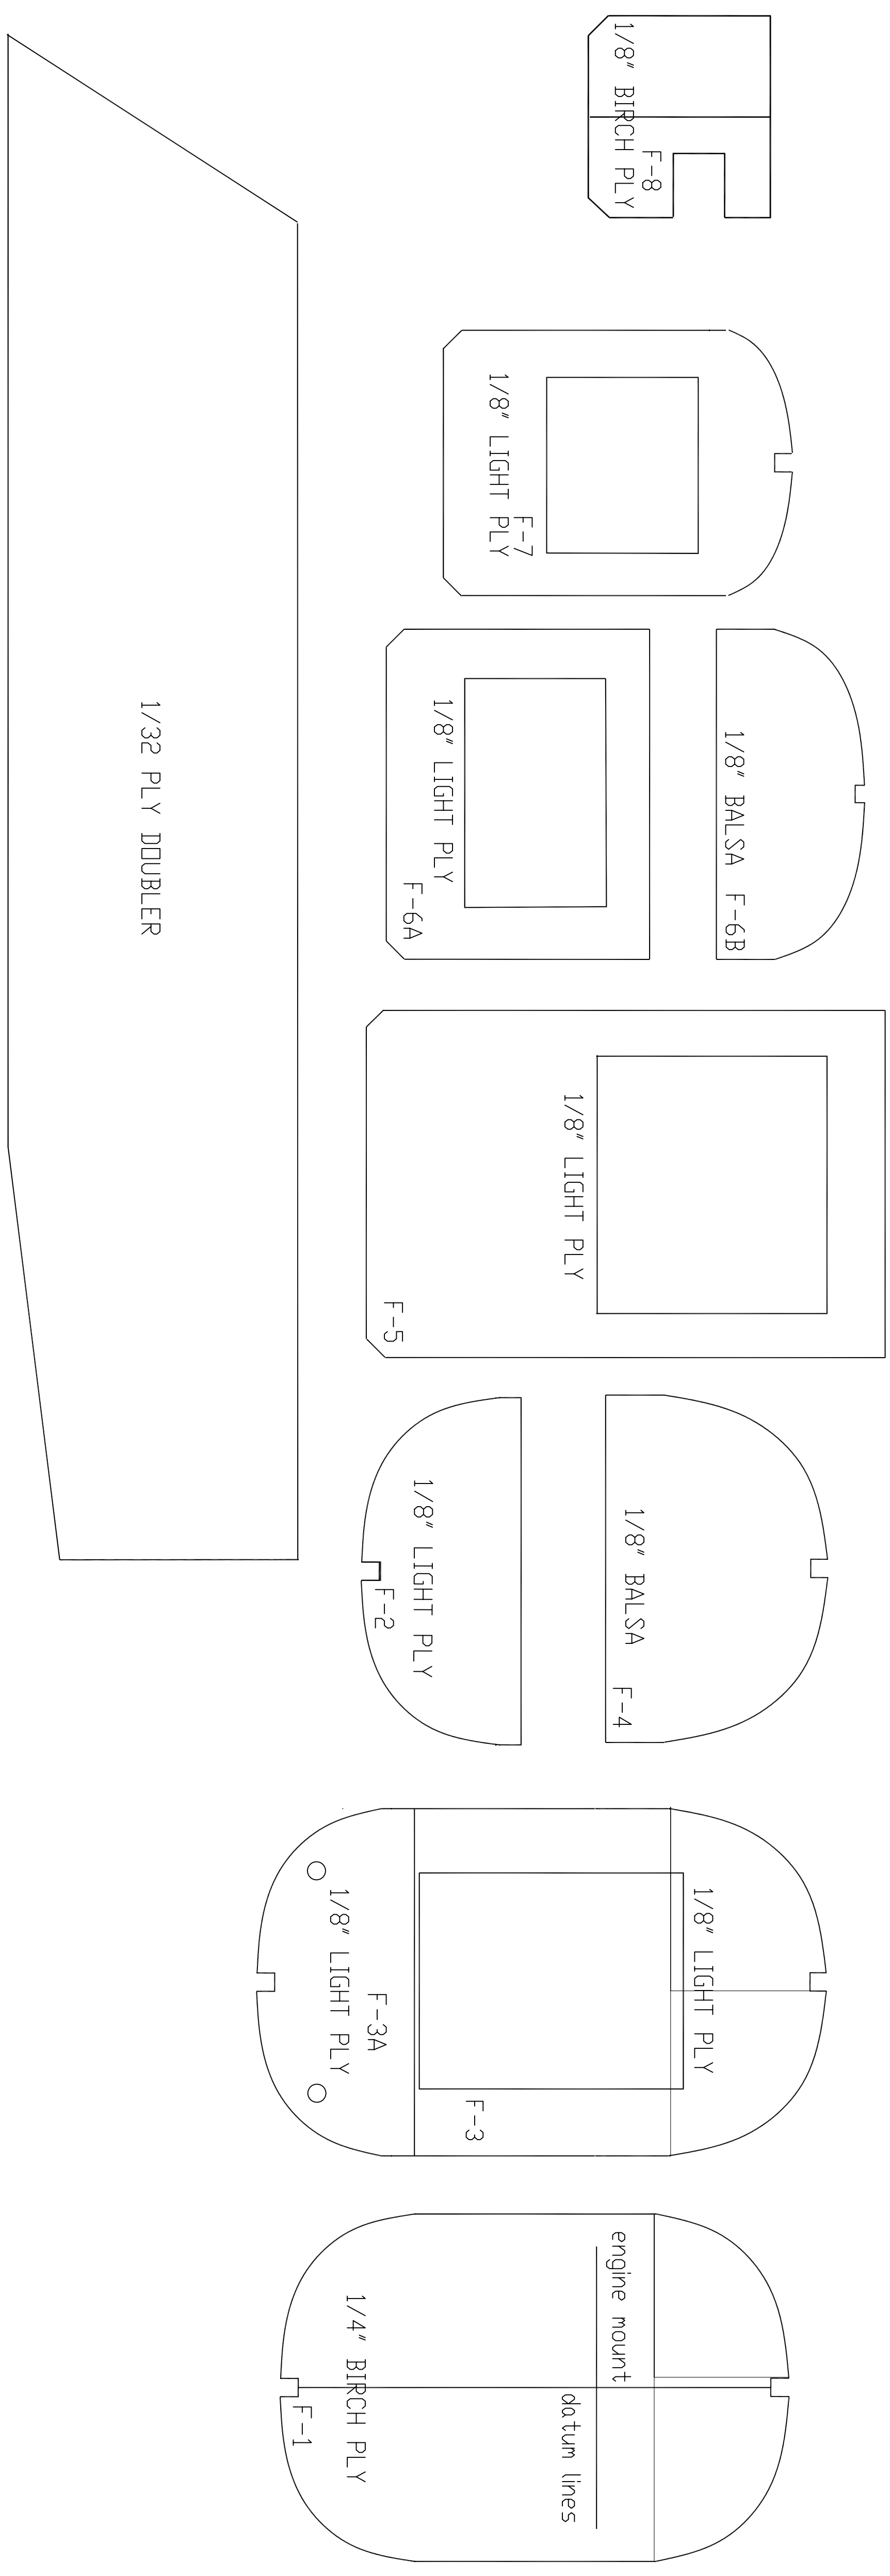 1/8" BIRCH PLY
F-8
1/8" LIGHT PLY
F-7
1/8" LIGHT PLY
F-6A
1/8" BALSA F-6B
1/32 PLY DOUBLER
1/8" LIGHT PLY
F-5
1/8" LIGHT PLY
F-2
1/8" BALSA
F-4
1/8" LIGHT PLY
F-3A
1/8" LIGHT PLY
F-3
engine mount
datum lines
1/4" BIRCH PLY
F-1